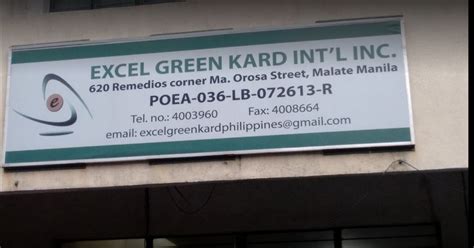 EXCEL GREEN KARD INT'L INC.
620 Remedios corner Ma. Orosa Street, Malate Manila
POEA-036-LB-072613-R
Tel. no.: 4003960 Fax: 4008664
email: excelgreenkardphilippines@gmail.com
e